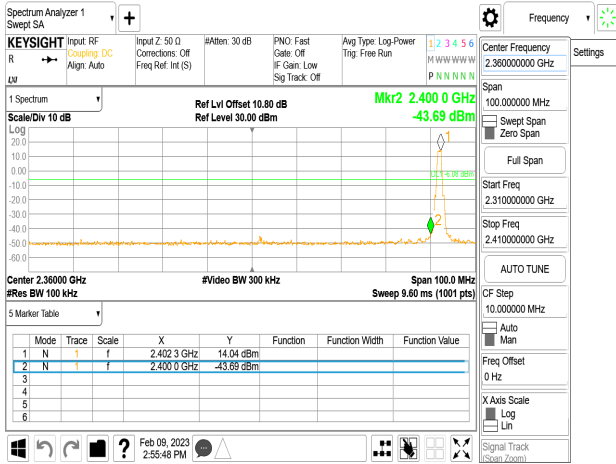 Spectrum Analyzer 1
Swept SA
+
Frequency
Settings
KEYSIGHT
R
Input: RF
Coupling: DC
Align: Auto
Input Z: 50 Ω
Corrections: Off
Freq Ref: Int (S)
#Atten: 30 dB
PNO: Fast
Gate: Off
IF Gain: Low
Sig Track: Off
Avg Type: Log-Power
Trig: Free Run
1 2 3 4 5 6
M W W W W W
P N N N N N
1 Spectrum
Scale/Div 10 dB
Ref Lvl Offset 10.80 dB
Ref Level 30.00 dBm
Mkr2 2.400 0 GHz
-43.69 dBm
Log
20.0
10.0
0.00
-10.0
-20.0
-30.0
-40.0
-50.0
-60.0
1
DL1 -6.08 dBm
2
Center 2.36000 GHz
#Res BW 100 kHz
#Video BW 300 kHz
Span 100.0 MHz
Sweep 9.60 ms (1001 pts)
5 Marker Table
Mode Trace Scale X Y Function Function Width Function Value
1 N 1 f 2.402 3 GHz 14.04 dBm
2 N 1 f 2.400 0 GHz -43.69 dBm
3
4
5
6
Feb 09, 2023
2:55:48 PM
?
Center Frequency
2.360000000 GHz
Span
100.000000 MHz
Swept Span
Zero Span
Full Span
Start Freq
2.310000000 GHz
Stop Freq
2.410000000 GHz
AUTO TUNE
CF Step
10.000000 MHz
Auto
Man
Freq Offset
0 Hz
X Axis Scale
Log
Lin
Signal Track
(Span Zoom)